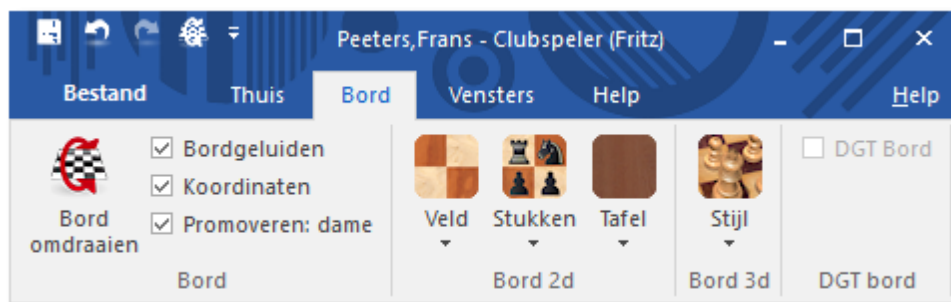 Peeters,Frans - Clubspeler (Fritz)
Bestand Thuis Bord Vensters Help Help
Bord omdraaien
Bordgeluiden
Koordinaten
Promoveren: dame
Bord
Veld Stukken Tafel
Bord 2d
Stijl
Bord 3d
DGT Bord
DGT bord